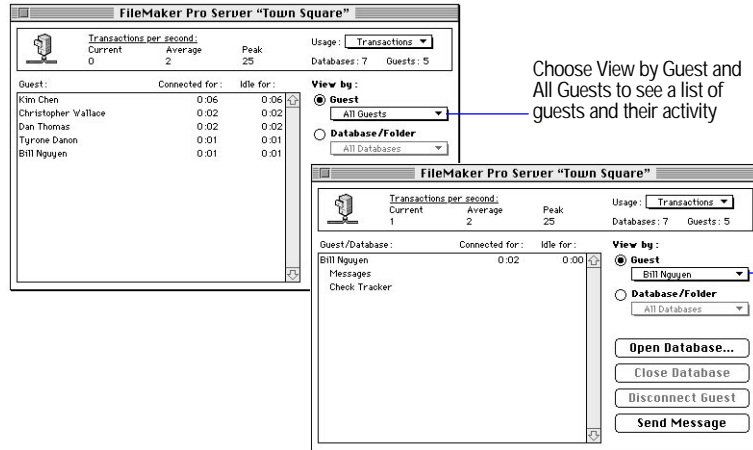 FileMaker Pro Server “Town Square”
Transactions per second:
Current Average Peak
0 2 25
Usage: Transactions
Databases: 7 Guests: 5
Guest: Connected for: Idle for:
Kim Chen 0:06 0:06
Christopher Wallace 0:02 0:02
Dan Thomas 0:02 0:02
Tyrone Danon 0:01 0:01
Bill Nguyen 0:01 0:01
View by:
Guest
All Guests
Database/Folder
All Databases
Choose View by Guest and
All Guests to see a list of
guests and their activity
FileMaker Pro Server “Town Square”
Transactions per second:
Current Average Peak
1 2 25
Usage: Transactions
Databases: 7 Guests: 5
Guest/Database: Connected for: Idle for:
Bill Nguyen 0:02 0:00
Messages
Check Tracker
View by:
Guest
Bill Nguyen
Database/Folder
All Databases
Open Database...
Close Database
Disconnect Guest
Send Message